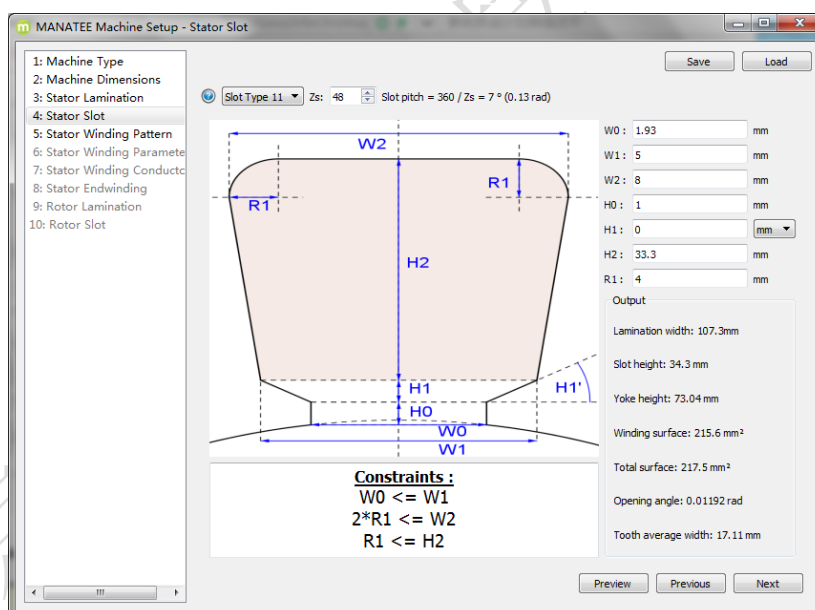 MANATEE Machine Setup - Stator Slot
1: Machine Type
2: Machine Dimensions
3: Stator Lamination
4: Stator Slot
5: Stator Winding Pattern
6: Stator Winding Paramete
7: Stator Winding Conductc
8: Stator Endwinding
9: Rotor Lamination
10: Rotor Slot
Save
Load
Slot Type 11 Zs: 48 Slot pitch = 360 / Zs = 7 ° (0.13 rad)
W2
R1
R1
H2
H1
H1'
H0
W0
W1
Constraints :
W0 <= W1
2*R1 <= W2
R1 <= H2
W0 : 1.93 mm
W1 : 5 mm
W2 : 8 mm
H0 : 1 mm
H1 : 0 mm
H2 : 33.3 mm
R1 : 4 mm
Output
Lamination width: 107.3mm
Slot height: 34.3 mm
Yoke height: 73.04 mm
Winding surface: 215.6 mm²
Total surface: 217.5 mm²
Opening angle: 0.01192 rad
Tooth average width: 17.11 mm
Preview
Previous
Next